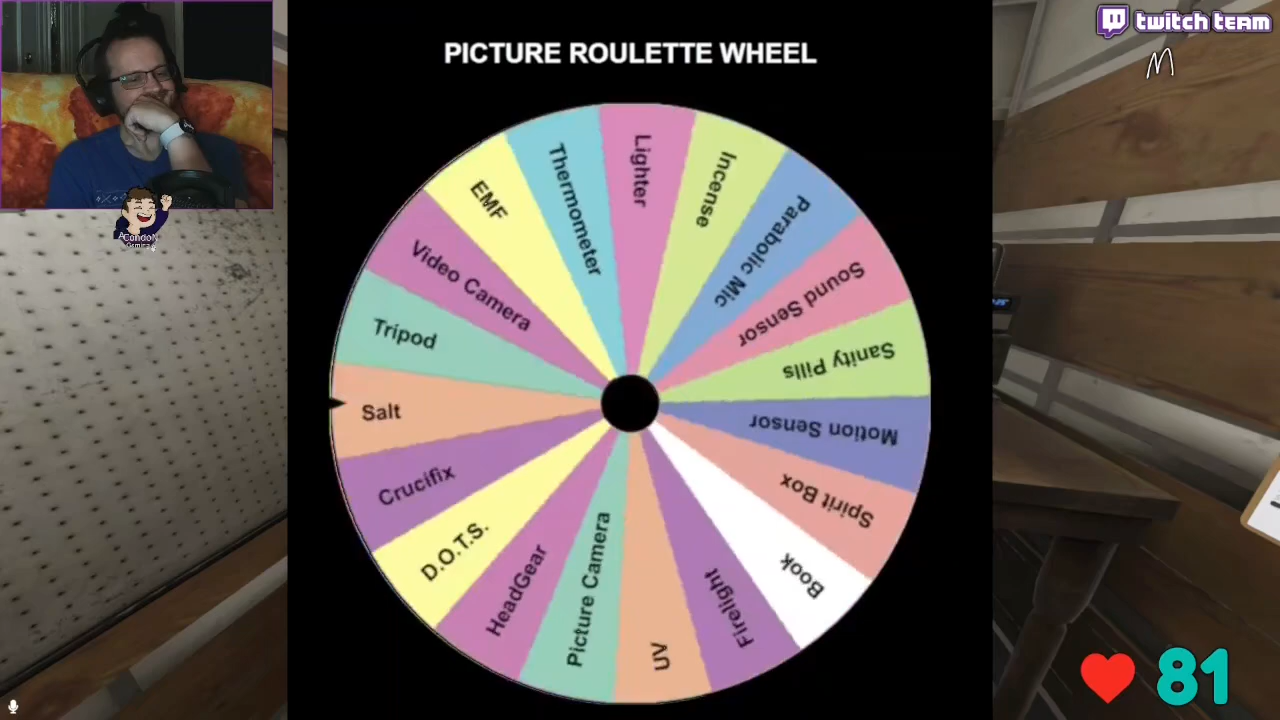 twitch team
M
PICTURE ROULETTE WHEEL
Lighter
Incense
Parabolic Mic
Sound Sensor
Sanity Pills
Motion Sensor
Spirit Box
Book
Firelight
UV
Picture Camera
HeadGear
D.O.T.S.
Crucifix
Salt
Tripod
Video Camera
EMF
Thermometer
81